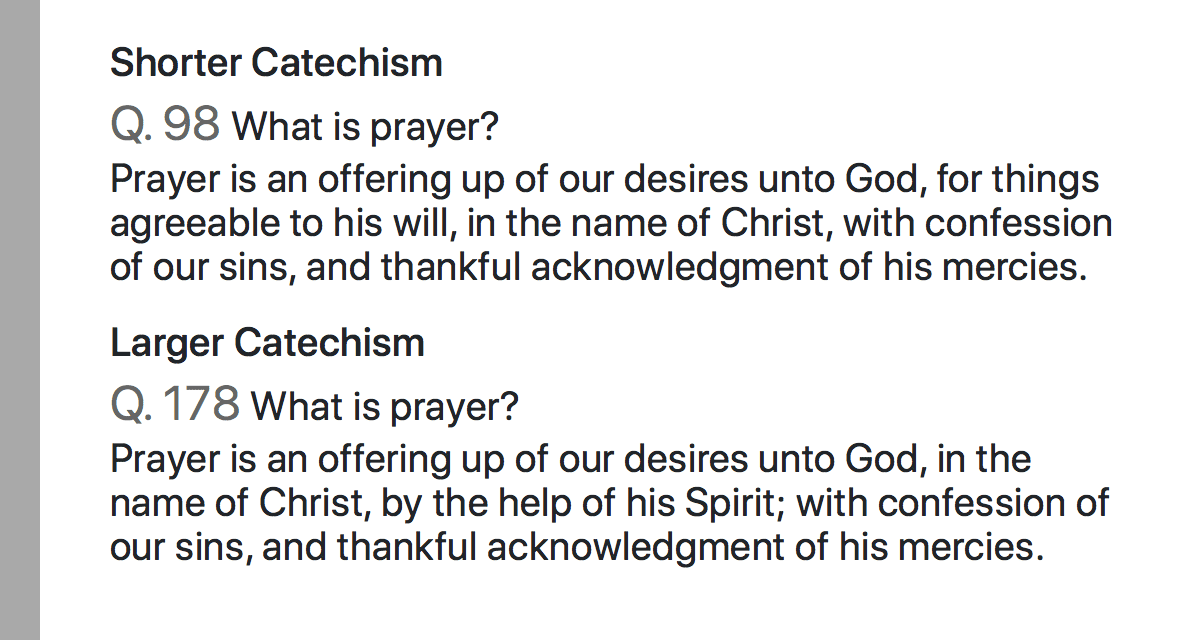 Shorter Catechism
Q. 98 What is prayer?
Prayer is an offering up of our desires unto God, for things
agreeable to his will, in the name of Christ, with confession
of our sins, and thankful acknowledgment of his mercies.
Larger Catechism
Q. 178 What is prayer?
Prayer is an offering up of our desires unto God, in the
name of Christ, by the help of his Spirit; with confession of
our sins, and thankful acknowledgment of his mercies.